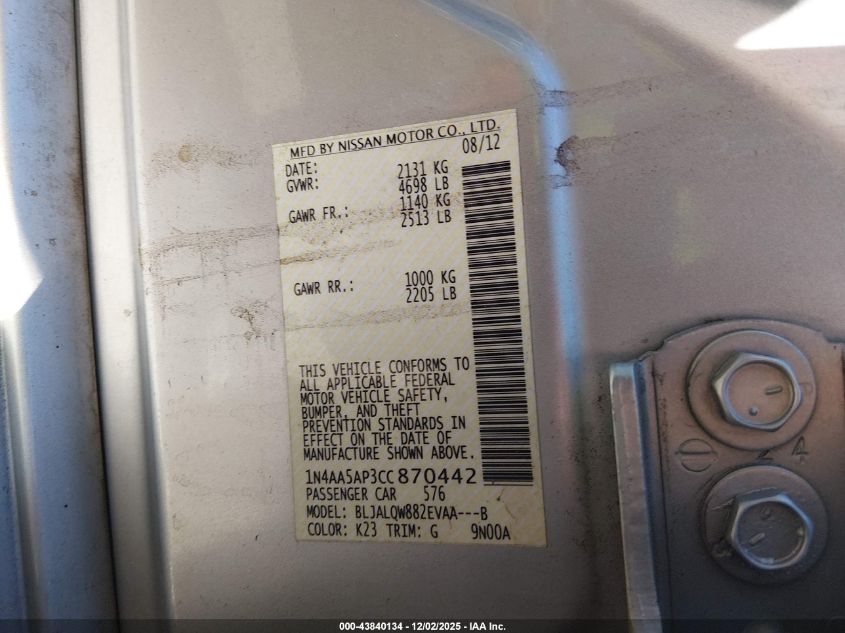 MFD BY NISSAN MOTOR CO., LTD.
DATE: 08/12
GVWR: 2131 KG
4698 LB
GAWR FR.: 1140 KG
2513 LB
GAWR RR.: 1000 KG
2205 LB
THIS VEHICLE CONFORMS TO
ALL APPLICABLE FEDERAL
MOTOR VEHICLE SAFETY,
BUMPER, AND THEFT
PREVENTION STANDARDS IN
EFFECT ON THE DATE OF
MANUFACTURE SHOWN ABOVE.
1N4AA5AP3CC870442
PASSENGER CAR 576
MODEL: BLJALQW882EVAA---B
COLOR: K23 TRIM: G 9N00A
4
000-43840134 - 12/02/2025 - IAA Inc.